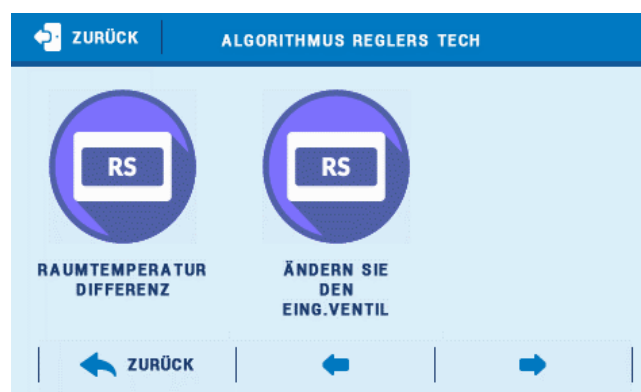 ZURÜCK
ALGORITHMUS REGLERS TECH
RS
RS
RAUMTEMPERATUR
DIFFERENZ
ÄNDERN SIE
DEN
EING.VENTIL
ZURÜCK